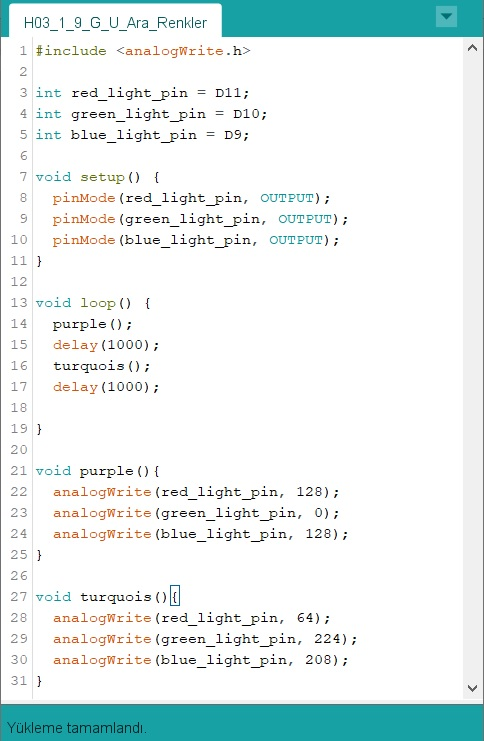 H03_1_9_G_U_Ara_Renkler
1 #include <analogWrite.h>
2
3 int red_light_pin = D11;
4 int green_light_pin = D10;
5 int blue_light_pin = D9;
6
7 void setup() {
8   pinMode(red_light_pin, OUTPUT);
9   pinMode(green_light_pin, OUTPUT);
10   pinMode(blue_light_pin, OUTPUT);
11 }
12
13 void loop() {
14   purple();
15   delay(1000);
16   turquois();
17   delay(1000);
18
19 }
20
21 void purple(){
22   analogWrite(red_light_pin, 128);
23   analogWrite(green_light_pin, 0);
24   analogWrite(blue_light_pin, 128);
25 }
26
27 void turquois(){
28   analogWrite(red_light_pin, 64);
29   analogWrite(green_light_pin, 224);
30   analogWrite(blue_light_pin, 208);
31 }
Yükleme tamamlandı.